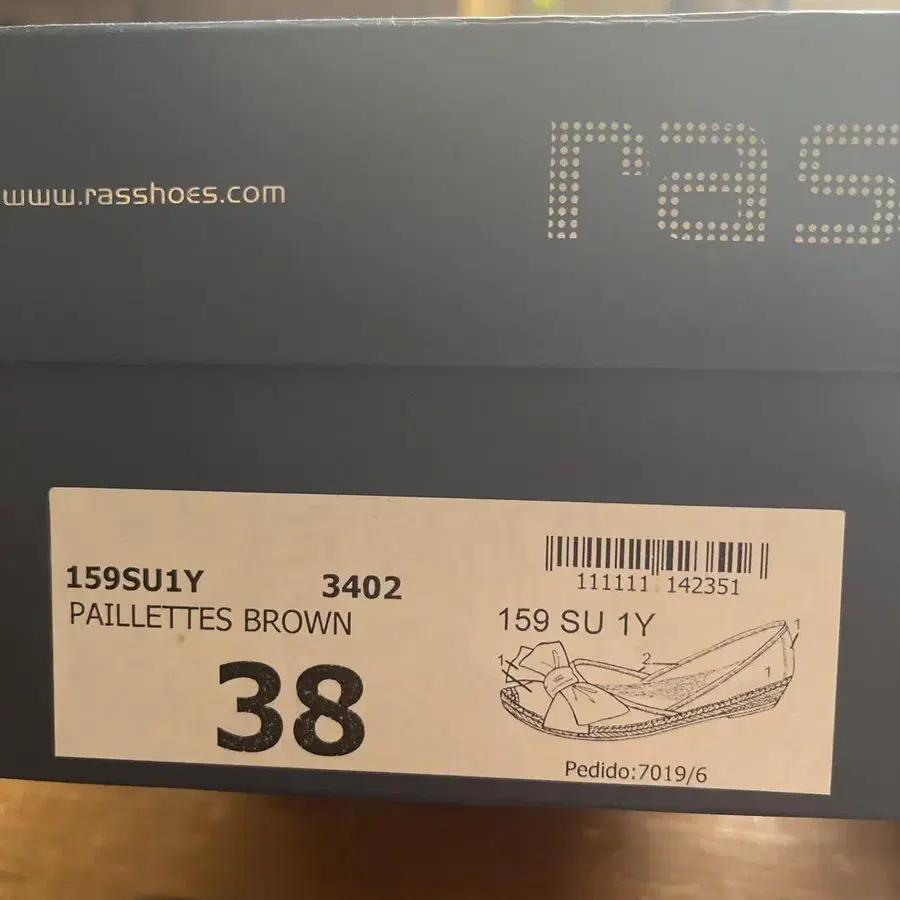 www.rasshoes.com
ras
159SU1Y 3402
PAILLETTES BROWN
38
111111 142351
159 SU 1Y
1 2 1
1
Pedido:7019/6